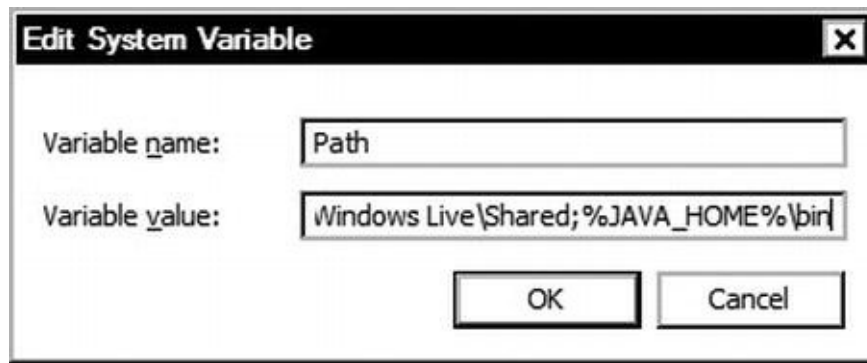 Edit System Variable
Variable name: Path
Variable value: Windows Live\Shared;%JAVA_HOME%\bin
OK Cancel